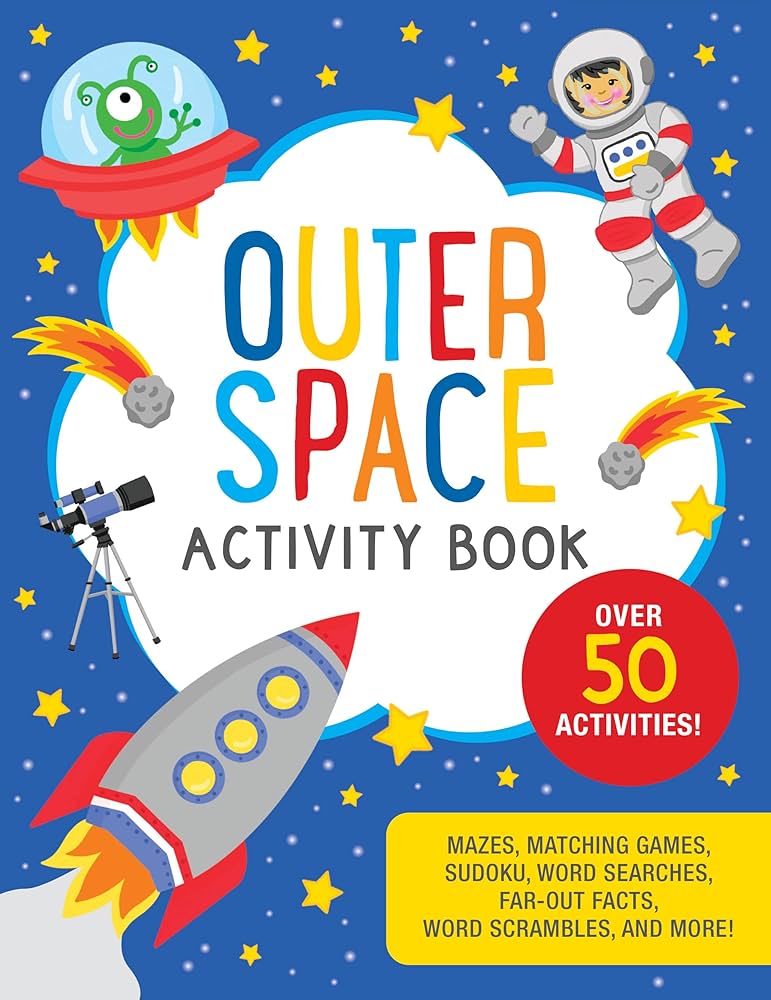 OUTER
SPACE
ACTIVITY BOOK
OVER
50
ACTIVITIES!
MAZES, MATCHING GAMES,
SUDOKU, WORD SEARCHES,
FAR-OUT FACTS,
WORD SCRAMBLES, AND MORE!